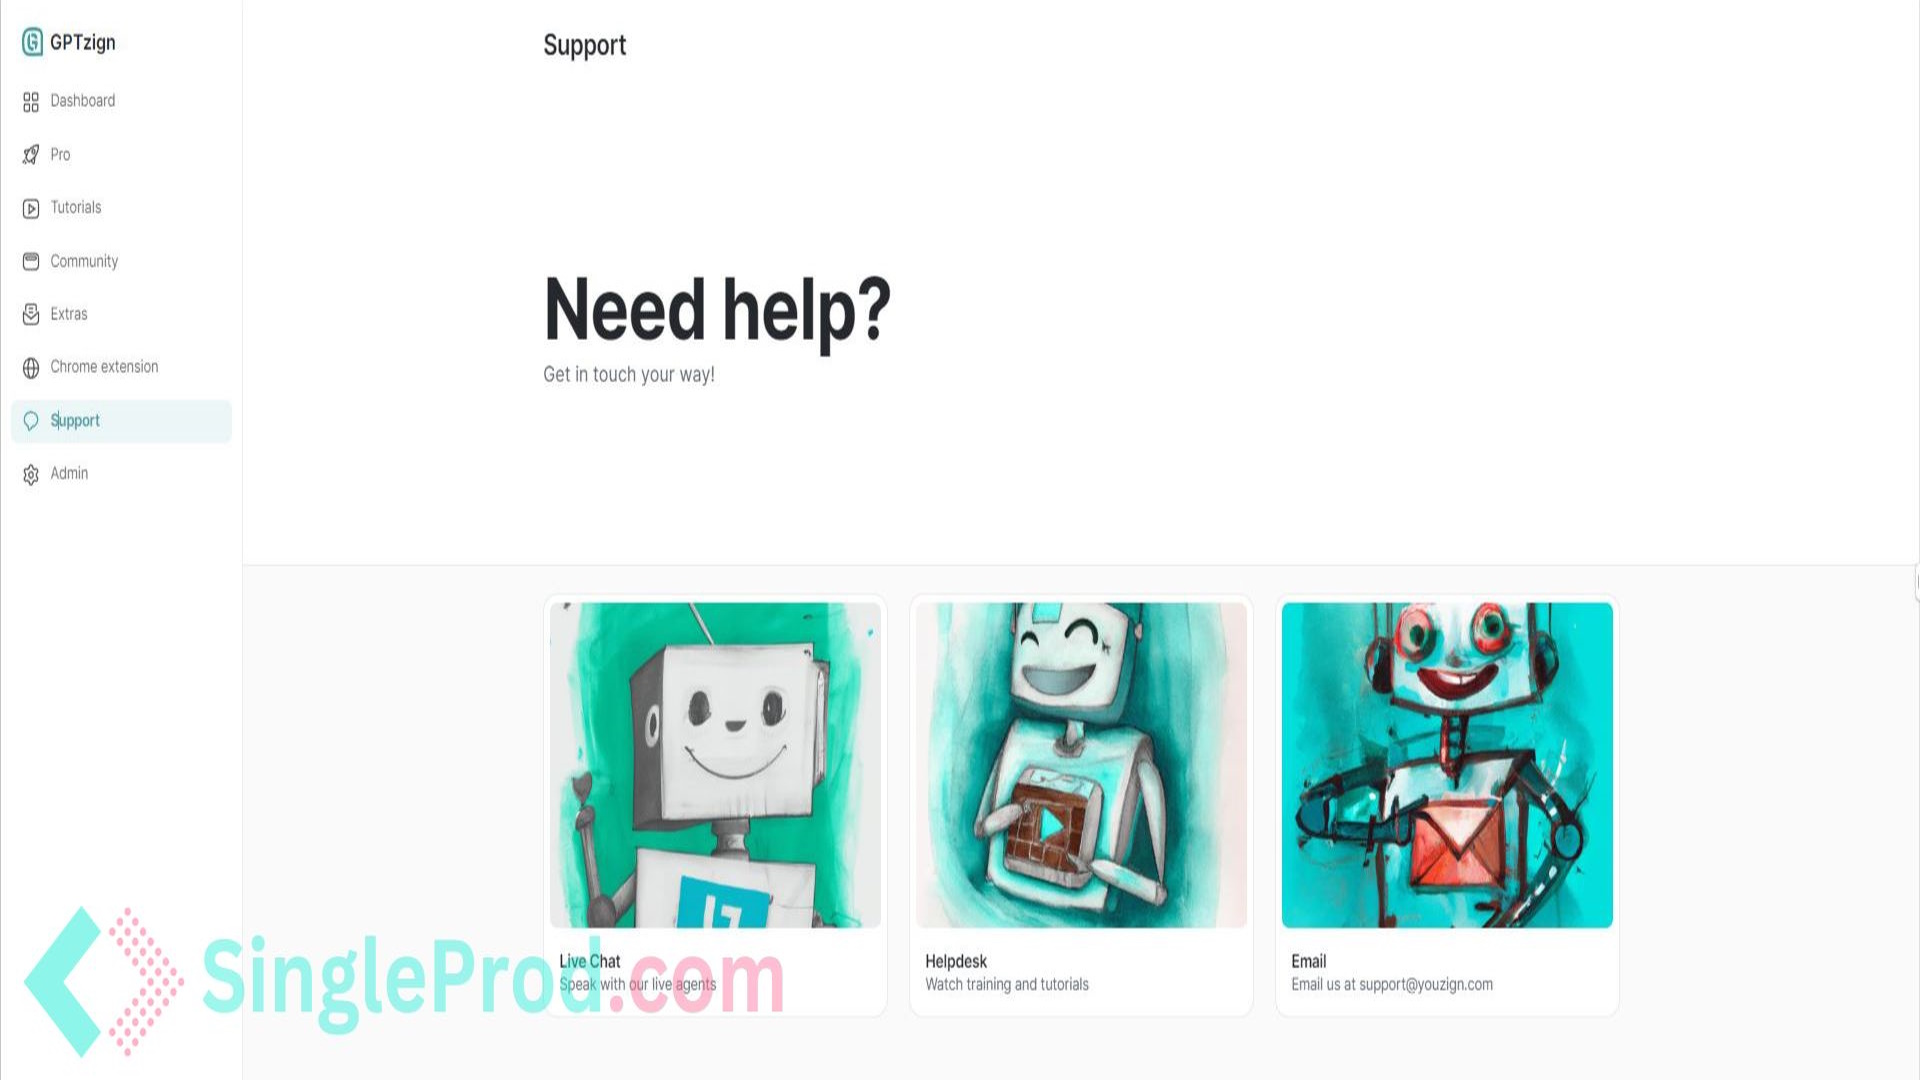 GPTzign
Dashboard
Pro
Tutorials
Community
Extras
Chrome extension
Support
Admin
Support
Need help?
Get in touch your way!
Live Chat
Speak with our live agents
Helpdesk
Watch training and tutorials
Email
Email us at support@youzign.com
SingleProd.com